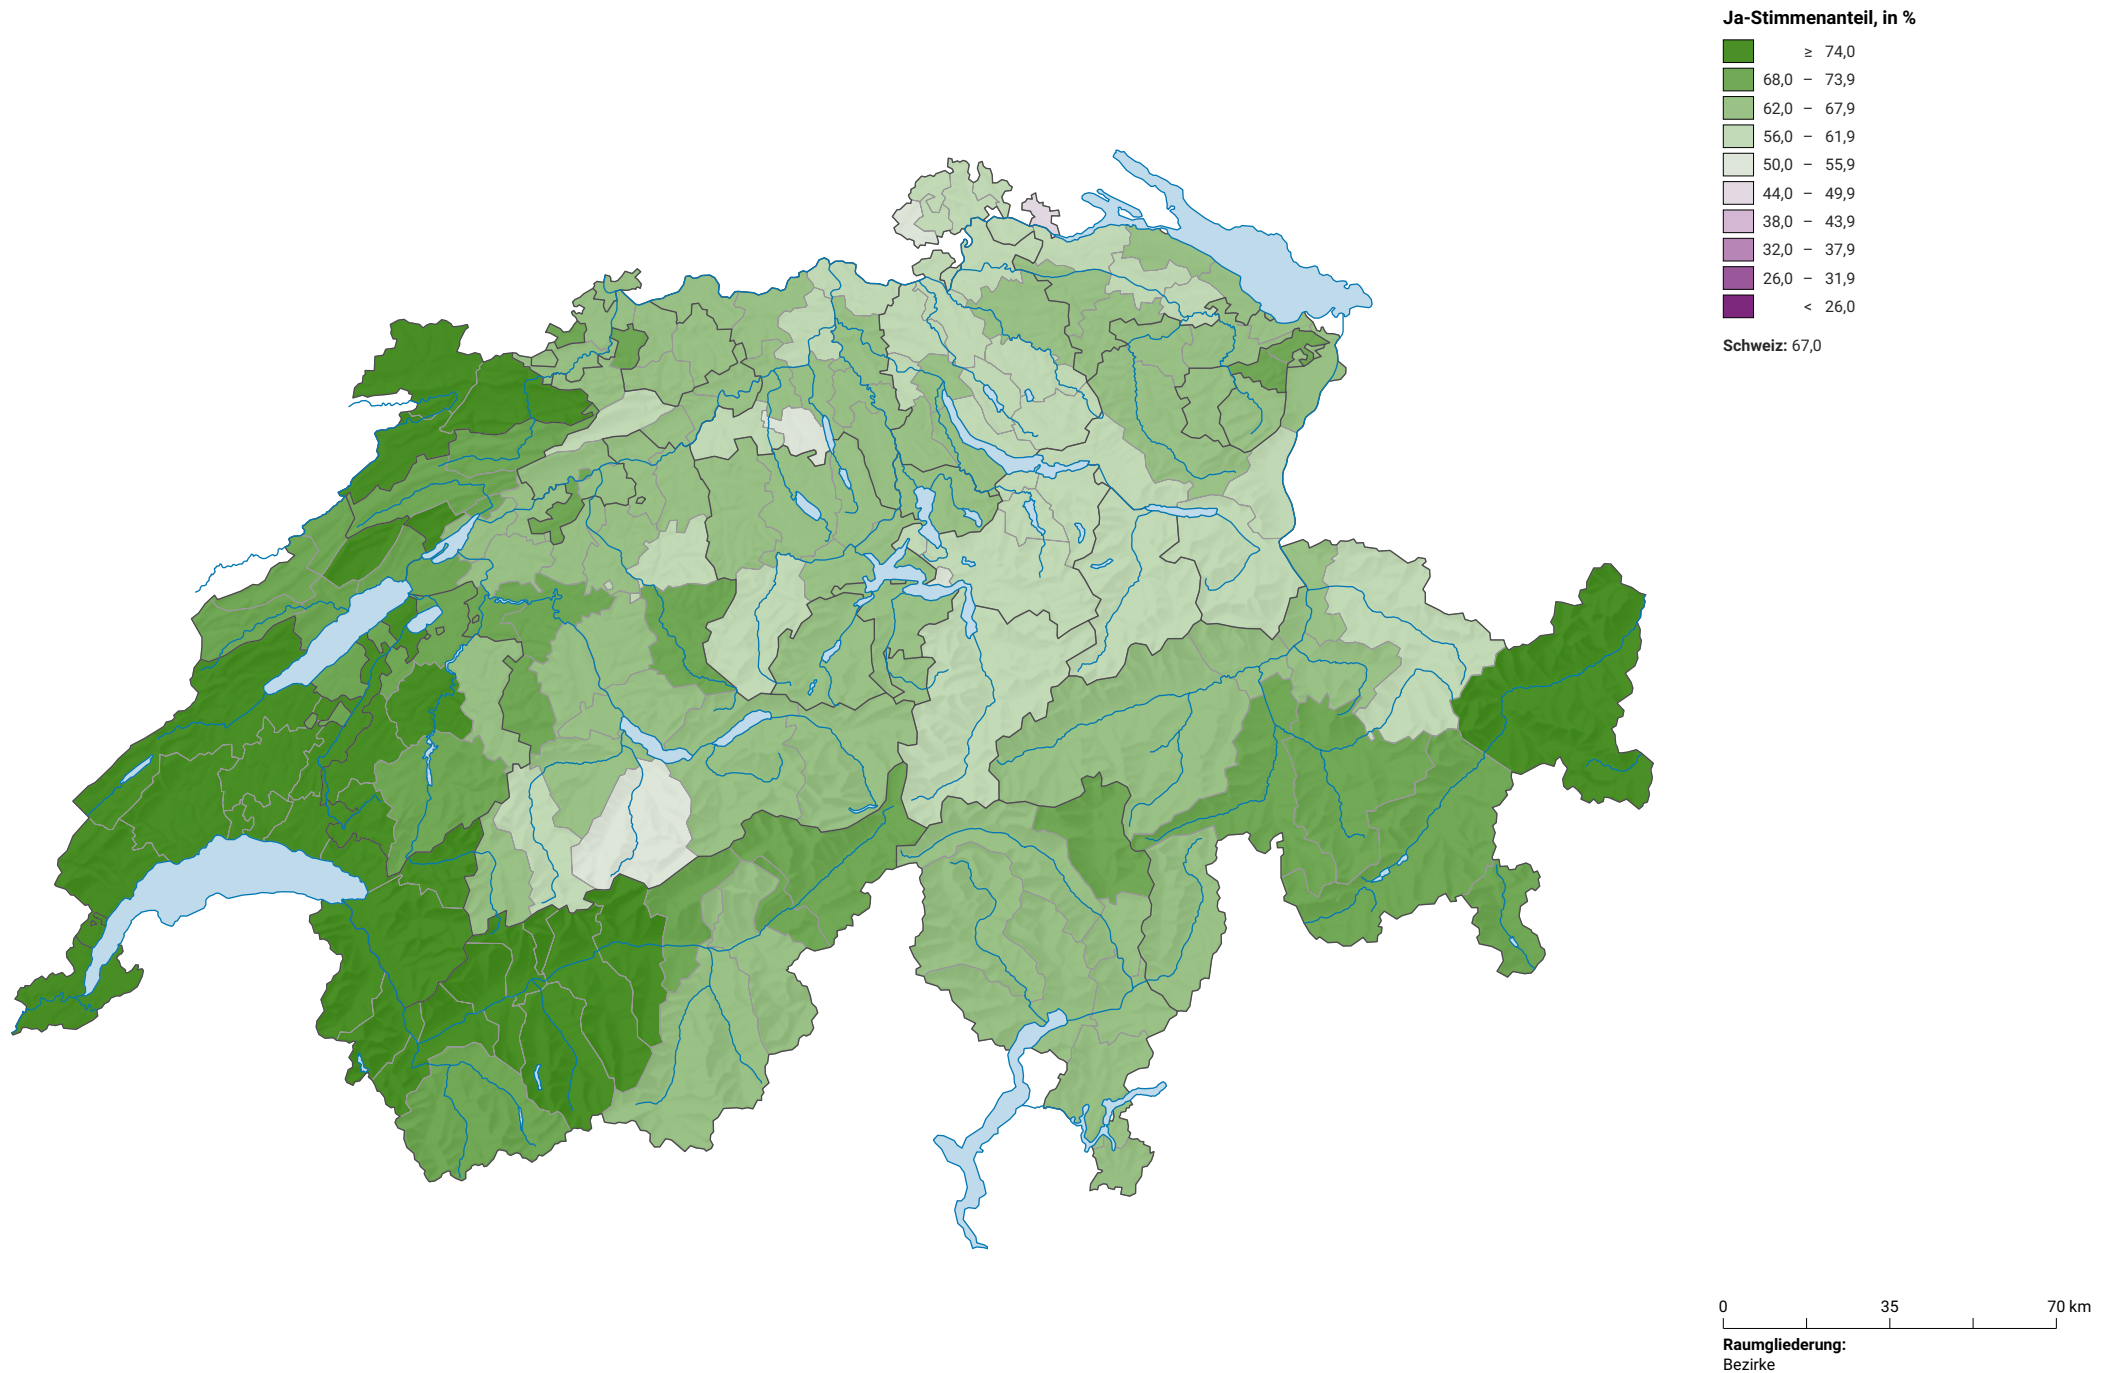 Ja-Stimmenanteil, in %
≥ 74,0
68,0 – 73,9
62,0 – 67,9
56,0 – 61,9
50,0 – 55,9
44,0 – 49,9
38,0 – 43,9
32,0 – 37,9
26,0 – 31,9
< 26,0
Schweiz: 67,0
0 35 70 km
Raumgliederung:
Bezirke